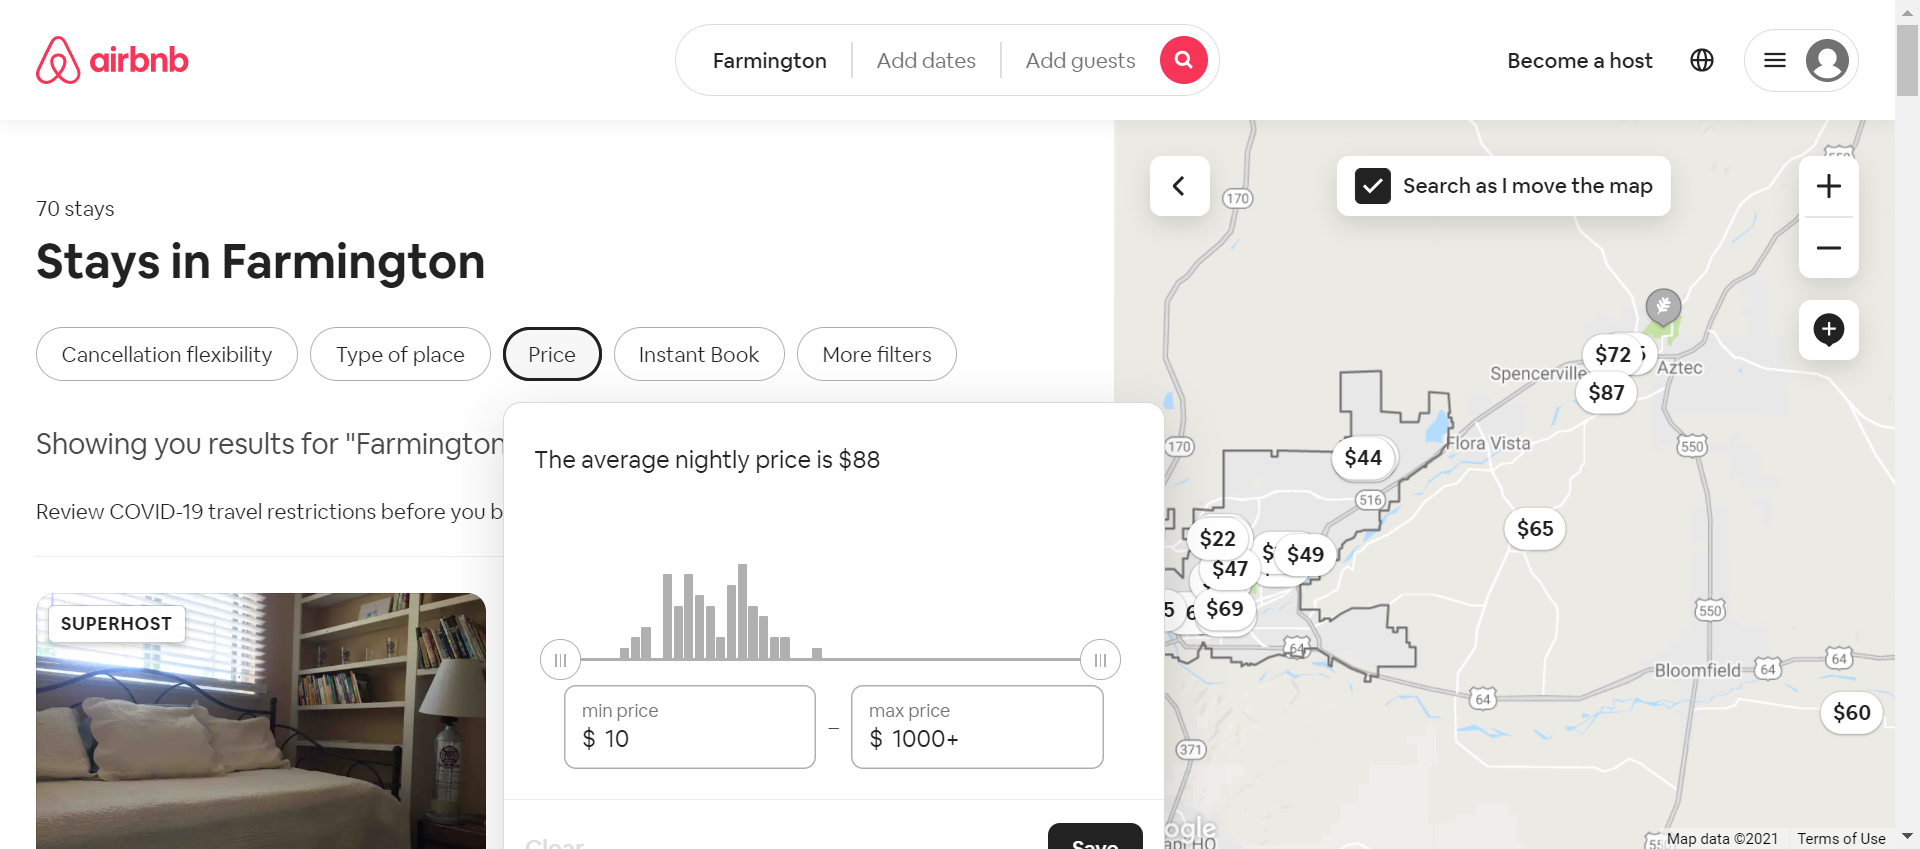 airbnb
Farmington
Add dates
Add guests
Become a host
70 stays
Stays in Farmington
Cancellation flexibility
Type of place
Price
Instant Book
More filters
Showing you results for "Farmington
Review COVID-19 travel restrictions before you b
SUPERHOST
The average nightly price is $88
min price
$ 10
–
max price
$ 1000+
Clear
Save
Search as I move the map
170
550
$72
Spencerville
Aztec
$87
170
Flora Vista
550
$44
516
$65
$22
$49
$47
$69
5
6
550
64
Bloomfield
64
64
64
$60
371
550
Map data ©2021
Terms of Use